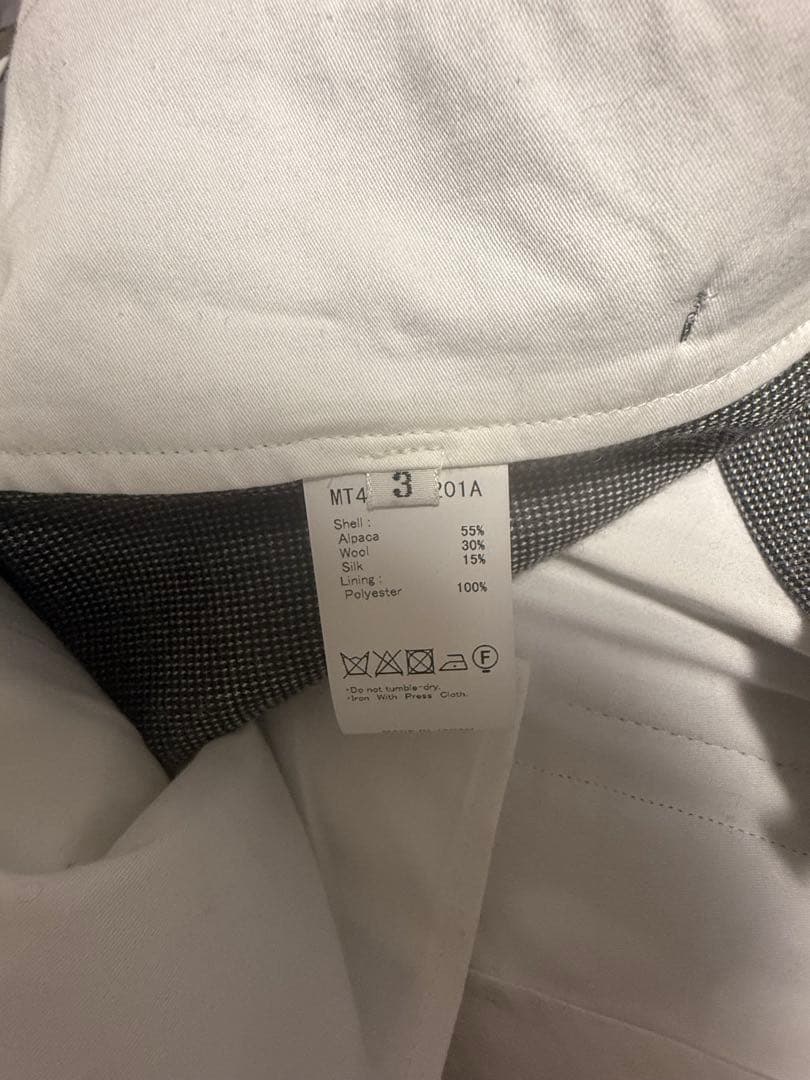 MT4 3 201A
Shell :
Alpaca 55%
Wool 30%
Silk 15%
Lining :
Polyester 100%
F
·Do not tumble-dry.
·Iron With Press Cloth.